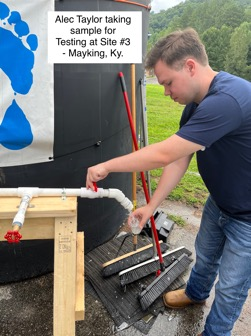 Alec Taylor taking
sample for
Testing at Site #3
- Mayking, Ky.